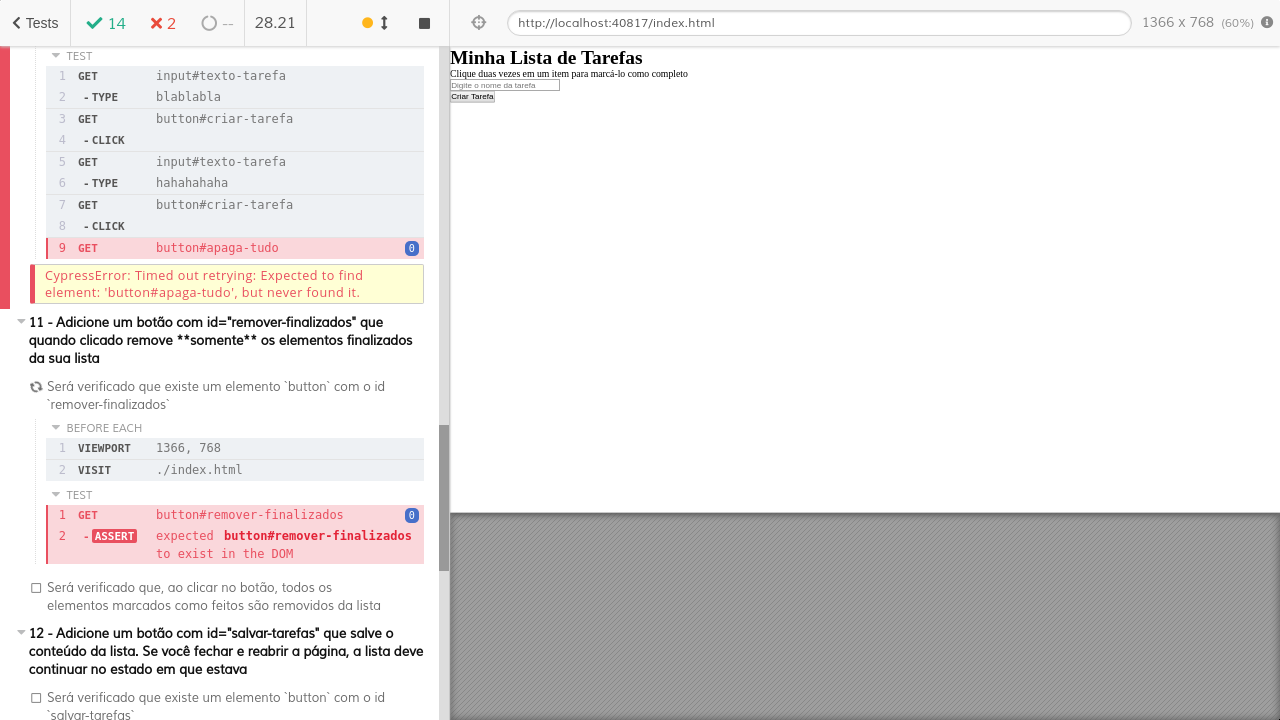 Tests 14 2 -- 28.21
http://localhost:40817/index.html 1366 x 768 (60%)
TEST
1 GET input#texto-tarefa
2 - TYPE blablabla
3 GET button#criar-tarefa
4 - CLICK
5 GET input#texto-tarefa
6 - TYPE hahahahaha
7 GET button#criar-tarefa
8 - CLICK
9 GET button#apaga-tudo 0
CypressError: Timed out retrying: Expected to find
element: 'button#apaga-tudo', but never found it.
11 - Adicione um botão com id="remover-finalizados" que
quando clicado remove **somente** os elementos finalizados
da sua lista
Será verificado que existe um elemento `button` com o id
`remover-finalizados`
BEFORE EACH
1 VIEWPORT 1366, 768
2 VISIT ./index.html
TEST
1 GET button#remover-finalizados 0
2 - ASSERT expected button#remover-finalizados
to exist in the DOM
Será verificado que, ao clicar no botão, todos os
elementos marcados como feitos são removidos da lista
12 - Adicione um botão com id="salvar-tarefas" que salve o
conteúdo da lista. Se você fechar e reabrir a página, a lista deve
continuar no estado em que estava
Será verificado que existe um elemento `button` com o id
`salvar-tarefas`
Minha Lista de Tarefas
Clique duas vezes em um item para marcá-lo como completo
Digite o nome da tarefa
Criar Tarefa